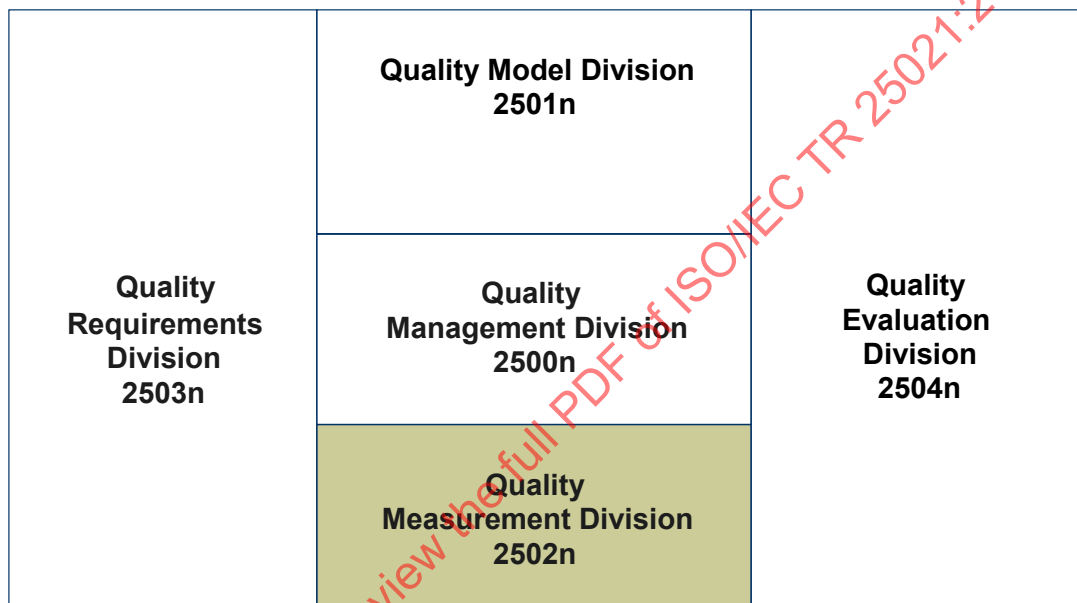 Quality Model Division
2501n
Quality
Requirements
Division
2503n
Quality
Management Division
2500n
Quality
Evaluation
Division
2504n
Quality
Measurement Division
2502n
view the full PDF of ISO/IEC TR 25021:2